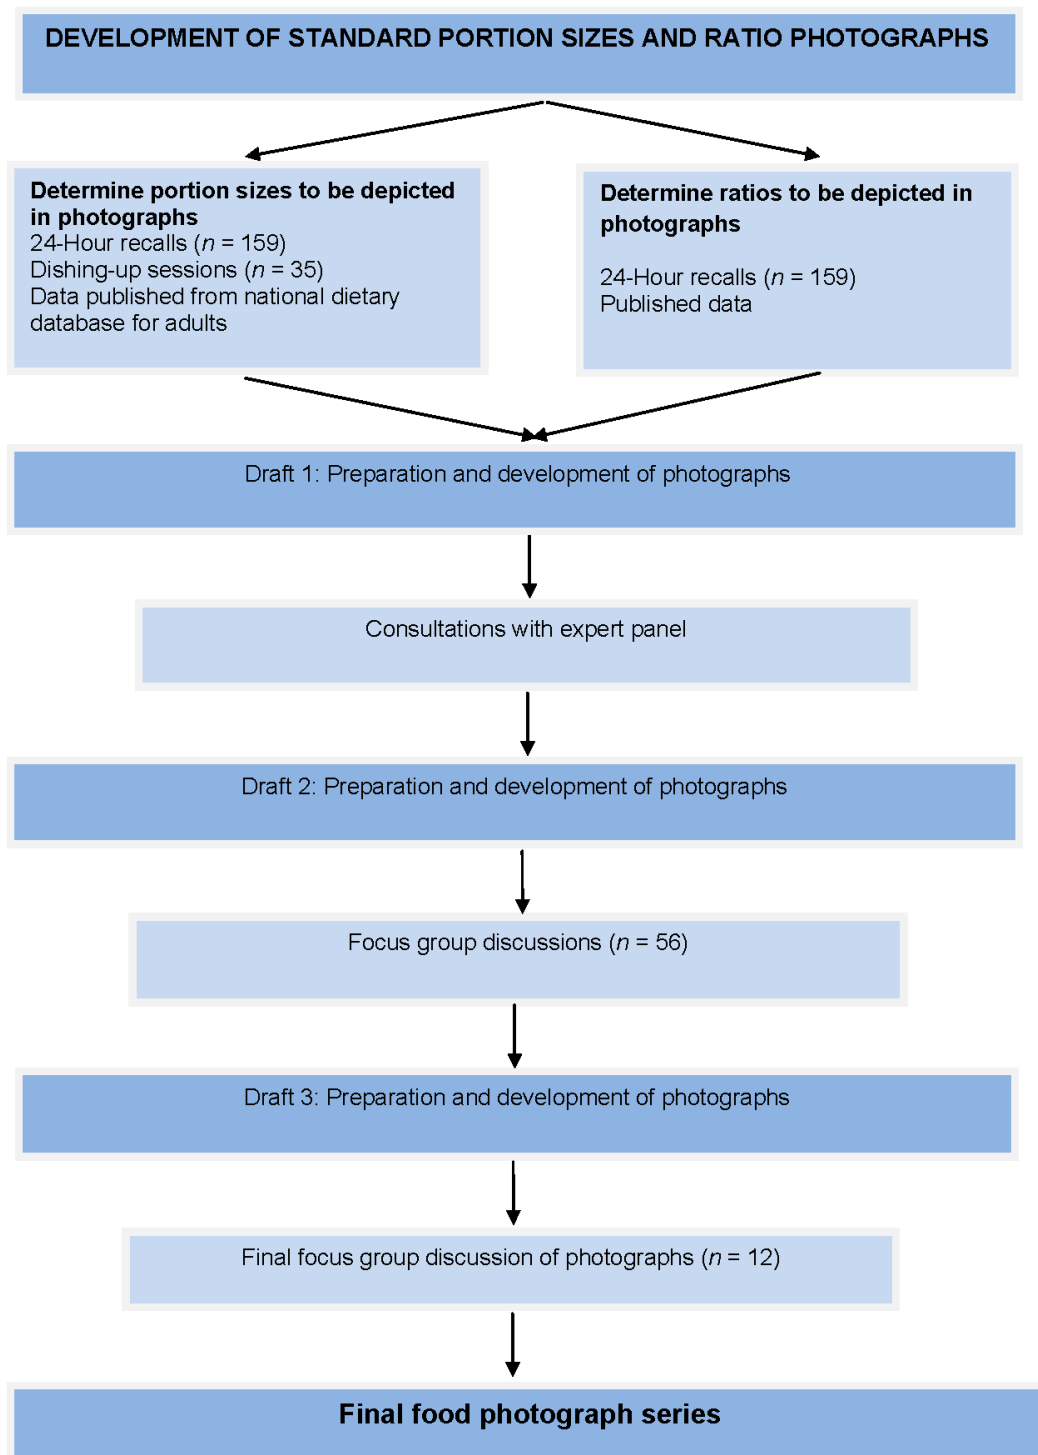 DEVELOPMENT OF STANDARD PORTION SIZES AND RATIO PHOTOGRAPHS
Determine portion sizes to be depicted
in photographs
24-Hour recalls (n = 159)
Dishing-up sessions (n = 35)
Data published from national dietary
database for adults
Determine ratios to be depicted in
photographs
24-Hour recalls (n = 159)
Published data
Draft 1: Preparation and development of photographs
Consultations with expert panel
Draft 2: Preparation and development of photographs
Focus group discussions (n = 56)
Draft 3: Preparation and development of photographs
Final focus group discussion of photographs (n = 12)
Final food photograph series